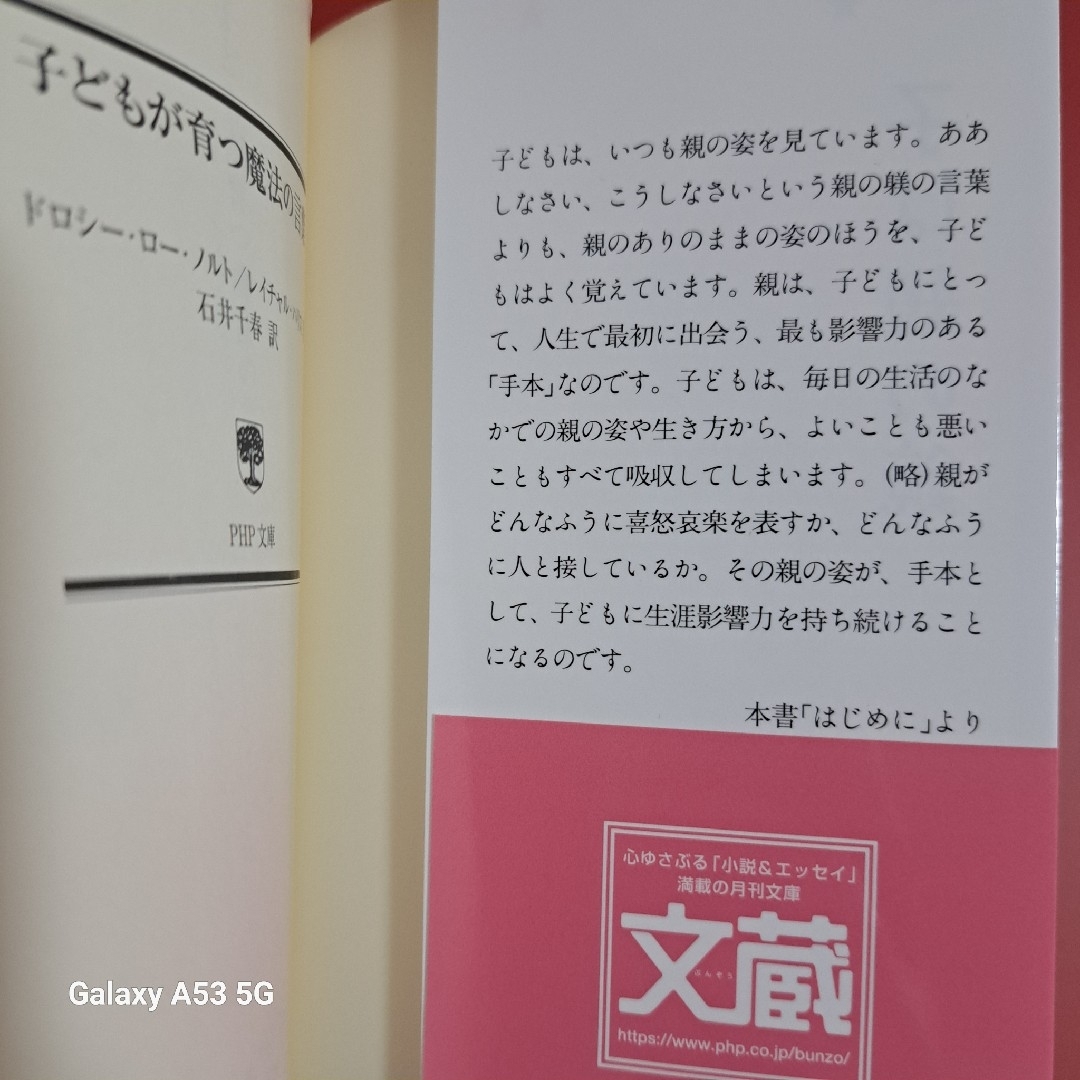 子どもが育つ魔法の言
ドロシー・ロー・ノルト/レイチャル・
石井千春 訳
PHP文庫
子どもは、いつも親の姿を見ています。ああ
しなさい、こうしなさいという親の躾の言葉
よりも、親のありのままの姿のほうを、子ど
もはよく覚えています。親は、子どもにとっ
て、人生で最初に出会う、最も影響力のある
「手本」なのです。子どもは、毎日の生活のな
かでの親の姿や生き方から、よいことも悪い
こともすべて吸収してしまいます。(略)親が
どんなふうに喜怒哀楽を表すか、どんなふう
に人と接しているか。その親の姿が、手本と
して、子どもに生涯影響力を持ち続けること
になるのです。
本書「はじめに」より
心ゆさぶる「小説&エッセイ」
満載の月刊文庫
文蔵
ぶんぞう
https://www.php.co.jp/bunzo/
Galaxy A53 5G